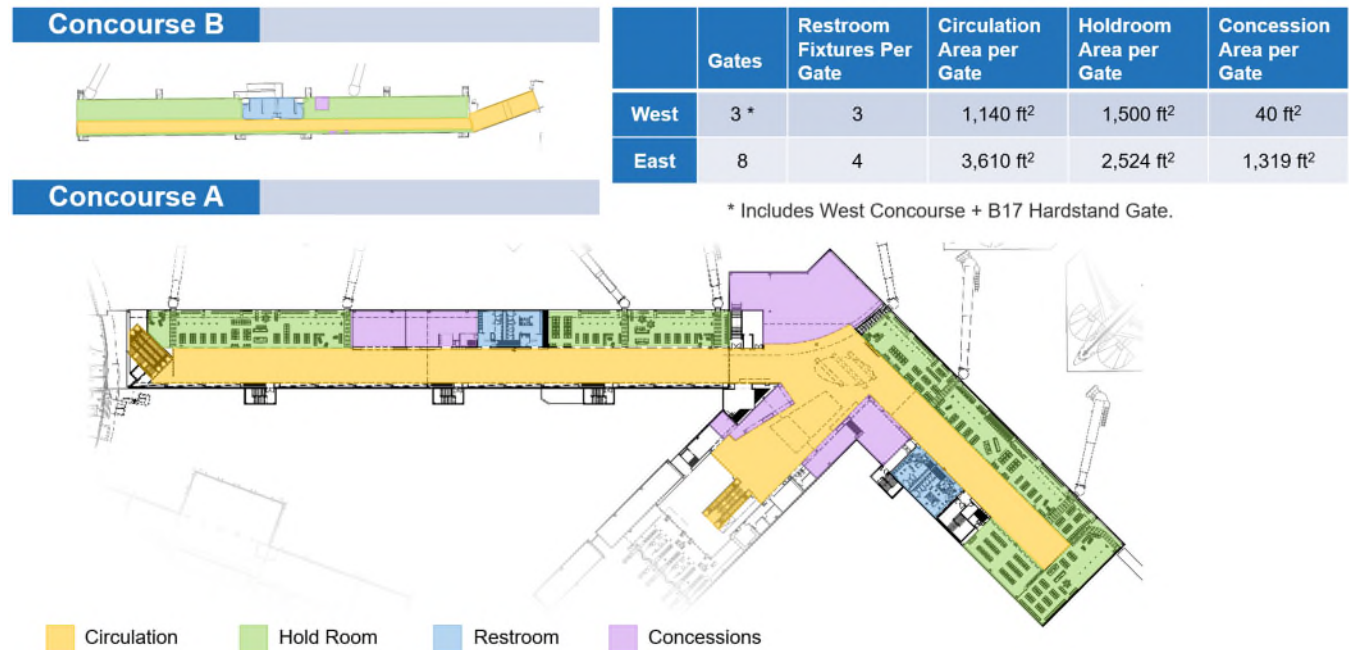 Concourse B
Gates Restroom Fixtures Per Gate Circulation Area per Gate Holdroom Area per Gate Concession Area per Gate
West 3 * 3 1,140 ft² 1,500 ft² 40 ft²
East 8 4 3,610 ft² 2,524 ft² 1,319 ft²
Concourse A
* Includes West Concourse + B17 Hardstand Gate.
Circulation Hold Room Restroom Concessions